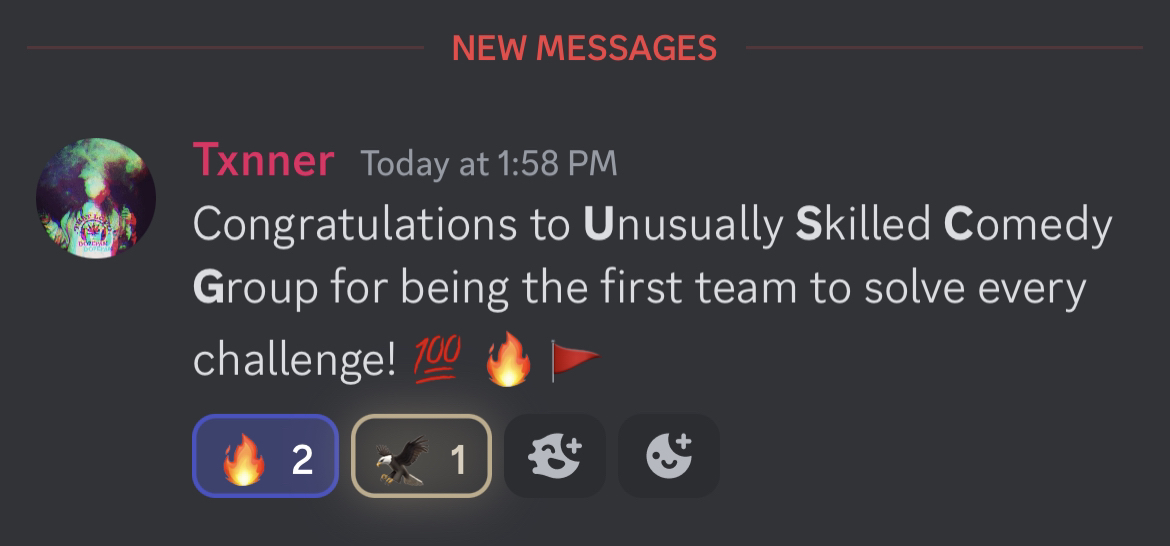 NEW MESSAGES
Txnner Today at 1:58 PM
Congratulations to Unusually Skilled Comedy
Group for being the first team to solve every
challenge! 💯 🔥 🚩
🔥 2 🦅 1